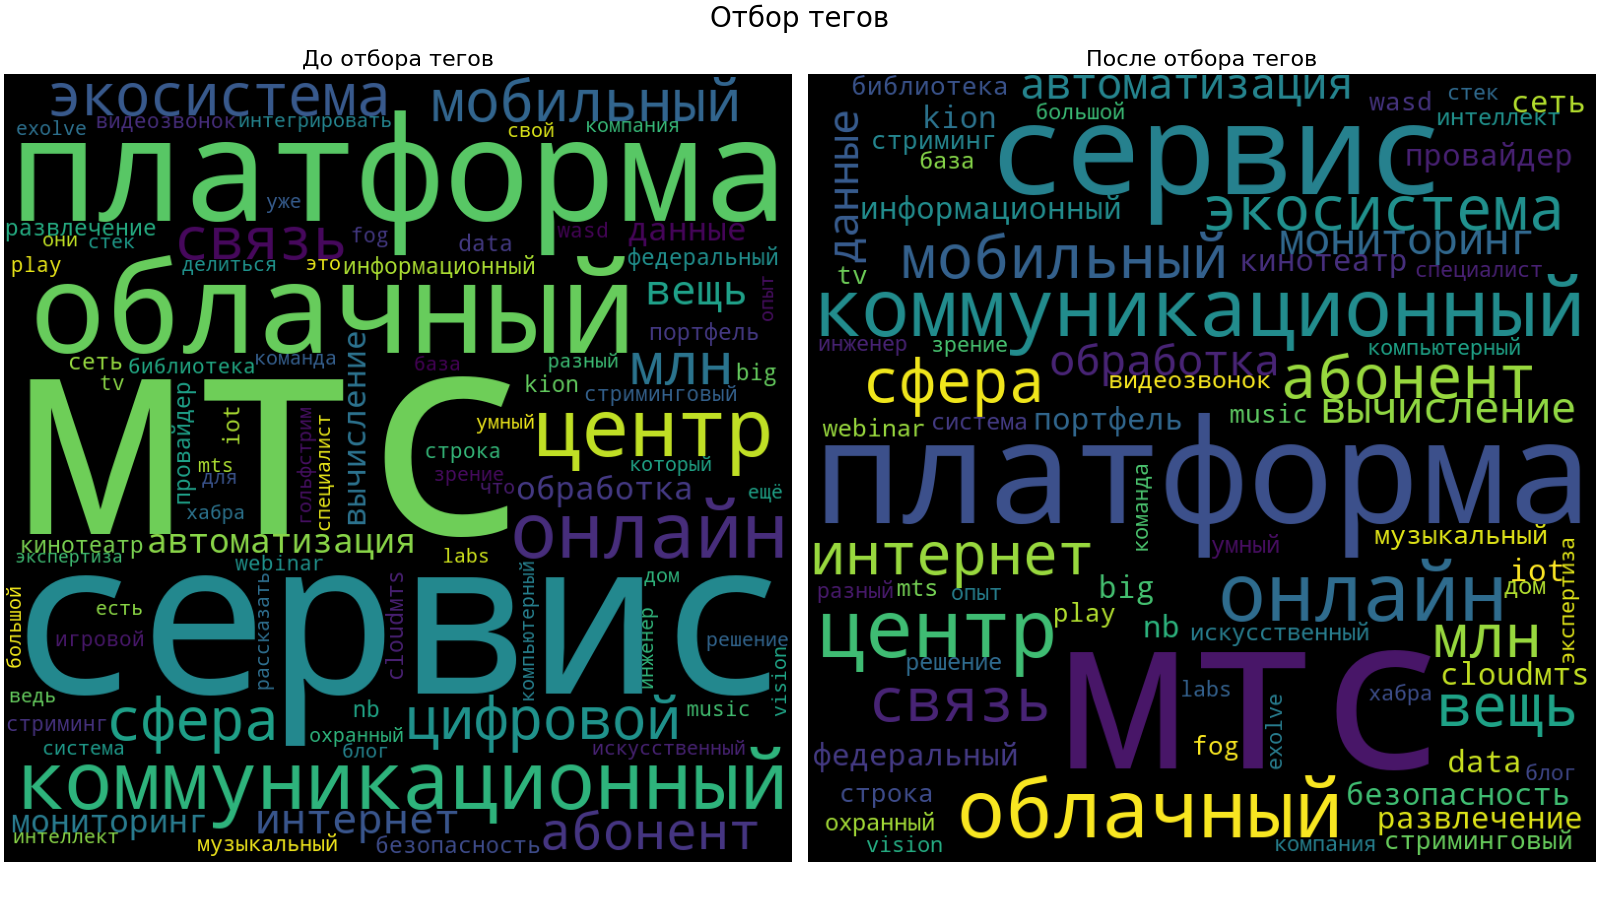 Отбор тегов
До отбора тегов
экосистема мобильный
exolve видеозвонок интегрировать свой компания
платформа
уже
развлечение связь fog data wasd данные
они стек
play делиться это информационный федеральный
облачный вещь опыт
портфель
сеть библиотека команда вычисление база разный млн big
tv kion стриминговый
мтс
провайдер iot гольфстрим специалист умный центр
строка
mts для зрение который
что обработка ещё
хабра
онлайн
кинотеатр автоматизация
экспертиза webinar labs
сервис
большой есть рассказать cloudмтс компьютерный дом инженер
игровой решение
ведь vision
стриминг сфера nb цифровой music
охранный
система блог искусственный
коммуникационный
мониторинг интернет абонент
интеллект музыкальный безопасность
После отбора тегов
библиотека автоматизация wasd стек сеть
данные kion большой интеллект
стриминг сервис провайдер
база
информационный экосистема
мобильный мониторинг
кинотеатр специалист
tv
коммуникационный
инженер зрение обработка компьютерный
сфера видеозвонок абонент
webinar система портфель music вычисление
платформа
команда
интернет умный музыкальный
разный mts опыт big онлайн iot дом экспертиза
play
центр nb искусственный млн
решение мтс cloudмтс
связь labs хабра вещь
федеральный fog exolve data
блог
строка облачный безопасность
охранный развлечение
vision компания стриминговый